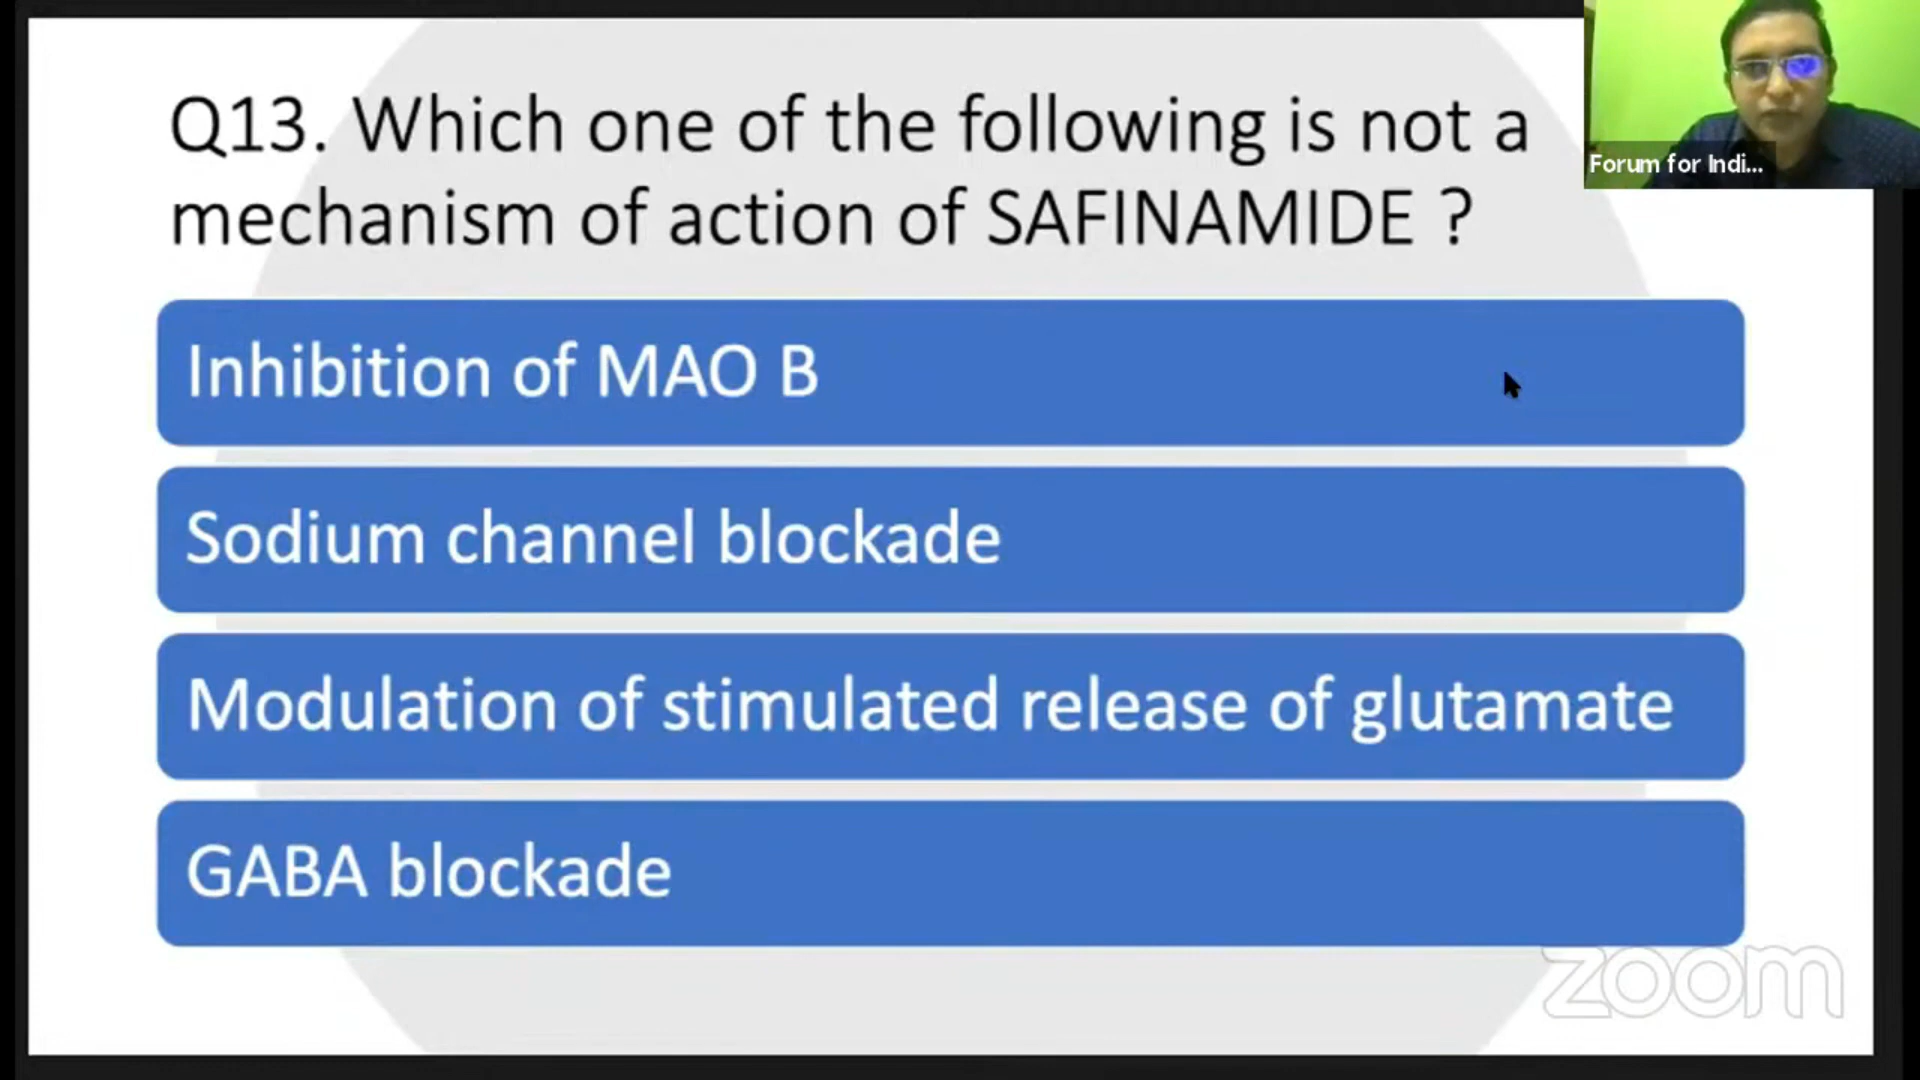 Q13. Which one of the following is not a
mechanism of action of SAFINAMIDE ?
Forum for Indi...
Inhibition of MAO B
Sodium channel blockade
Modulation of stimulated release of glutamate
GABA blockade
zoom